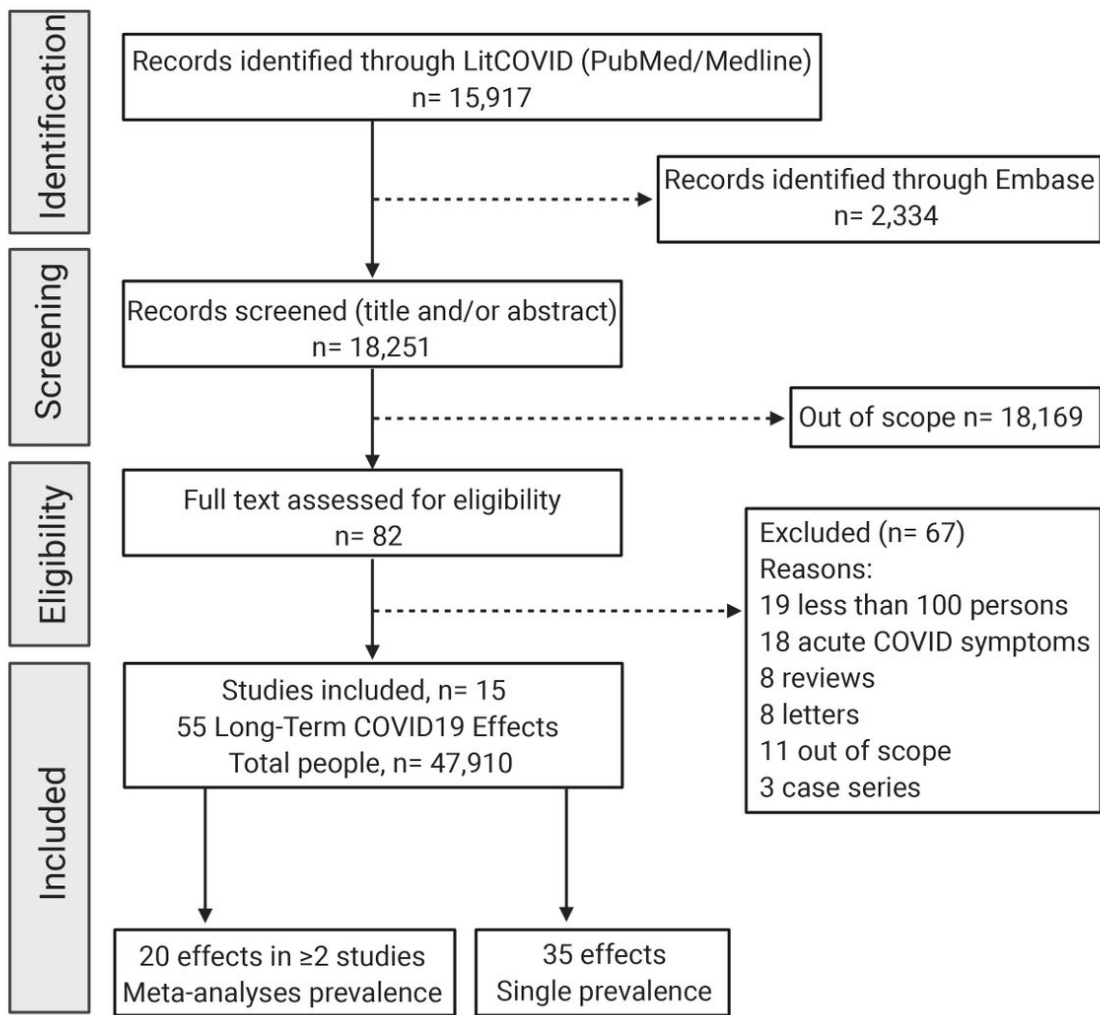 Identification
Records identified through LitCOVID (PubMed/Medline)
n= 15,917
Records identified through Embase
n= 2,334
Screening
Records screened (title and/or abstract)
n= 18,251
Out of scope n= 18,169
Eligibility
Full text assessed for eligibility
n= 82
Excluded (n= 67)
Reasons:
19 less than 100 persons
18 acute COVID symptoms
8 reviews
8 letters
11 out of scope
3 case series
Included
Studies included, n= 15
55 Long-Term COVID19 Effects
Total people, n= 47,910
20 effects in ≥2 studies
Meta-analyses prevalence
35 effects
Single prevalence